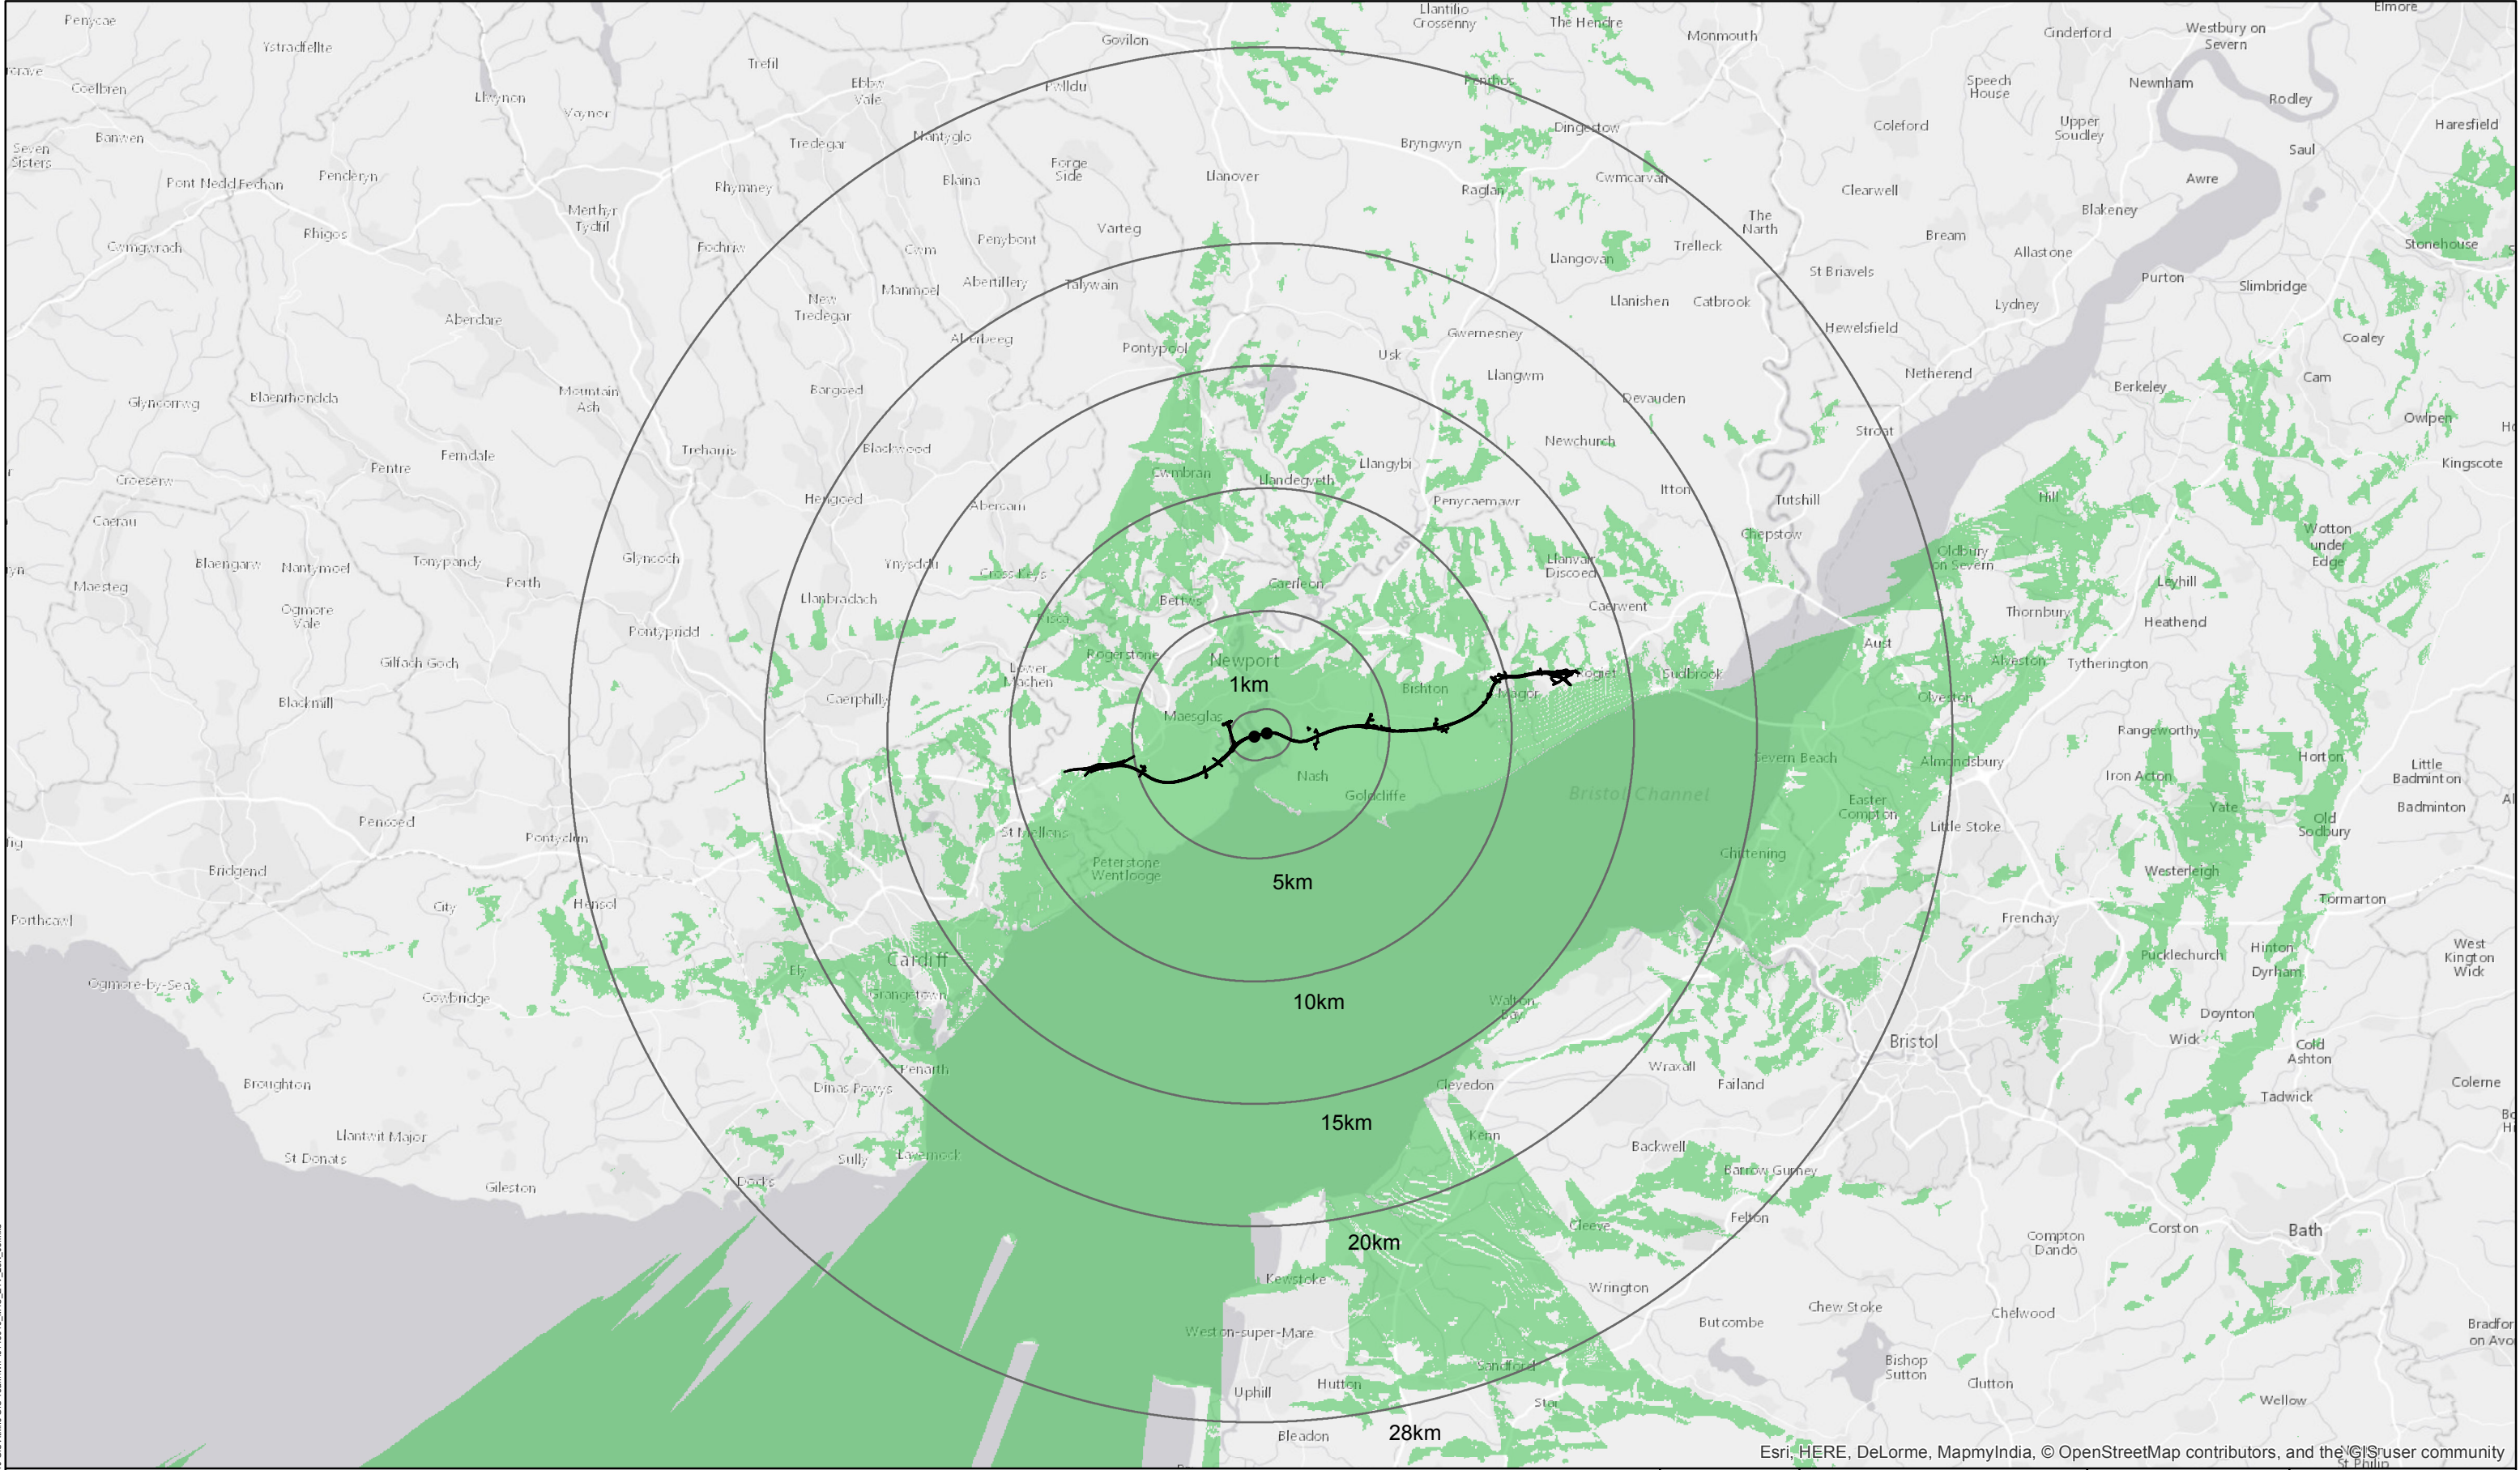 Penycae
Ystradfellte
Trefil
Govilon
Llantilio
Crossenny
The Hendre
Monmouth
Cinderford
Westbury on
Severn
Elmore
Coelbren
Llwynon
Vaynor
Ebbw
Vale
Pwlldu
Penrhos
Speech
House
Newnham
Rodley
Banwen
Seven
Sisters
Tredegar
Nantyglo
Bryngwyn
Dingestow
Coleford
Upper
Soudley
Haresfield
Saul
Pont Nedd Fechan
Penderyn
Rhymney
Blaina
Forge
Side
Llanover
Raglan
Cwmcarvan
Clearwell
Awre
Merthyr
Tydfil
Blakeney
Cwmgwrach
Rhigos
Fochriw
Cwm
Penybont
Varteg
The
Narth
Trelleck
Bream
Allastone
Stonehouse
Llangovan
St Briavels
Purton
Slimbridge
New
Tredegar
Manmoel
Abertillery
Talywain
Llanishen
Catbrook
Lydney
Aberdare
Aberbeeg
Pontypool
Usk
Gwernesney
Hewelsfield
Coaley
Llangwm
Netherend
Berkeley
Cam
Glyncorrwg
Blaenrhondda
Mountain
Ash
Bargoed
Devauden
Owlpen
Treharris
Blackwood
Newchurch
Stroat
Pentre
Ferndale
Cwmbran
Llangybi
Llandegveth
Kingscote
Croeserw
Hengoed
Abercarn
Penycaemawr
Itton
Tutshill
Hill
Caerau
Chepstow
Wotton
under
Edge
Blaengarw
Nantymoel
Tonypandy
Glyncoch
Ynysddu
Cross Keys
Llanvair
Discoed
Oldbury
on Severn
Maesteg
Porth
Caerleon
Leyhill
Ogmore
Vale
Llanbradach
Bettws
Caerwent
Thornbury
Heathend
Pontypridd
Risca
Aust
Gilfach Goch
Rogerstone
Newport
Lower
Machen
1km
Bishton
Magor
Rogiet
Sudbrook
Alveston
Tytherington
Blackmill
Caerphilly
Maesglas
Olveston
Rangeworthy
Nash
Severn Beach
Almondsbury
Iron Acton
Horton
Little
Badminton
Goldcliffe
Bristol Channel
Easter
Compton
Yate
Badminton
Pencoed
Pontyclun
St Mellons
Little Stoke
Old
Sodbury
Bridgend
Peterstone
Wentlooge
5km
Chittening
Westerleigh
Tormarton
Porthcawl
City
Hensol
Frenchay
Cardiff
Pucklechurch
Hinton
Dyrham
West
Kington
Wick
Ogmore-by-Sea
Cowbridge
Ely
Grangetown
10km
Walton
Bay
Doynton
Bristol
Wick
Cold
Ashton
Broughton
Penarth
Dinas Powys
Clevedon
Wraxall
Failand
Colerne
Tadwick
15km
Llantwit Major
Kenn
Backwell
St Donats
Sully
Lavernock
Barrow Gurney
Gileston
Docks
Cleeve
Felton
Corston
Bath
20km
Compton
Dando
Kewstoke
Wrington
Chew Stoke
Chelwood
Weston-super-Mare
Butcombe
Bradfor
on Avo
Sandford
Bishop
Sutton
Clutton
Uphill
Hutton
Star
Wellow
Bleadon
28km
Esri, HERE, DeLorme, MapmyIndia, © OpenStreetMap contributors, and the GIS user community